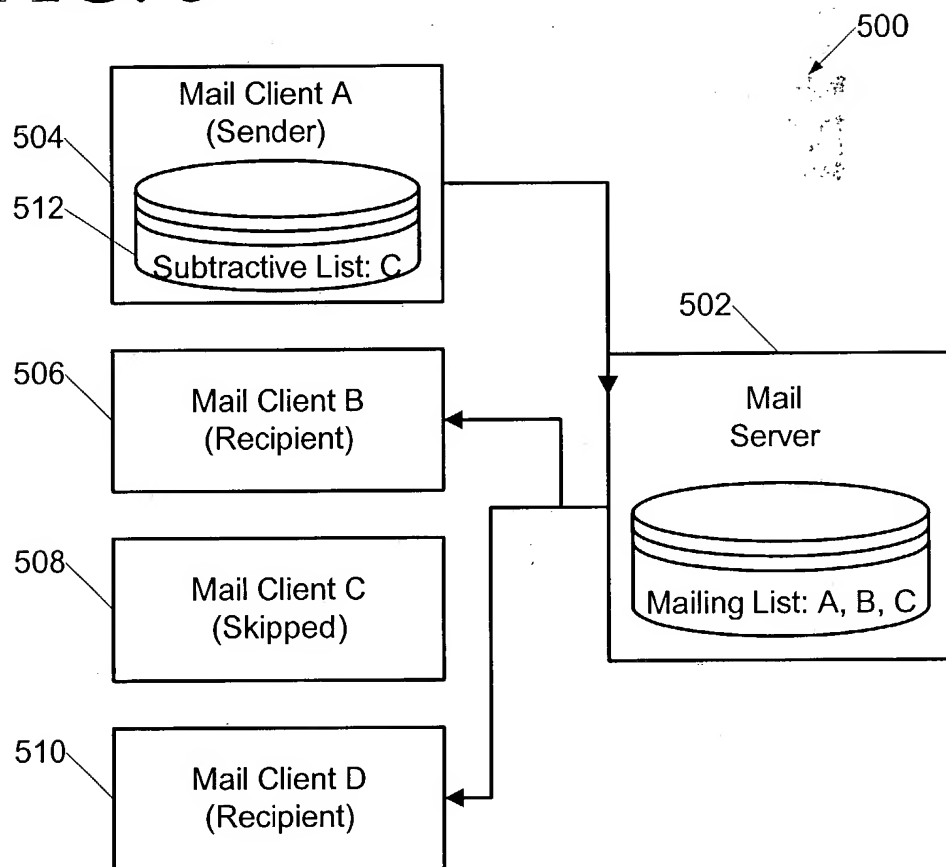 500
Mail Client A
(Sender)
504
512
Subtractive List: C
502
506
Mail Client B
(Recipient)
Mail
Server
508
Mail Client C
(Skipped)
Mailing List: A, B, C
510
Mail Client D
(Recipient)